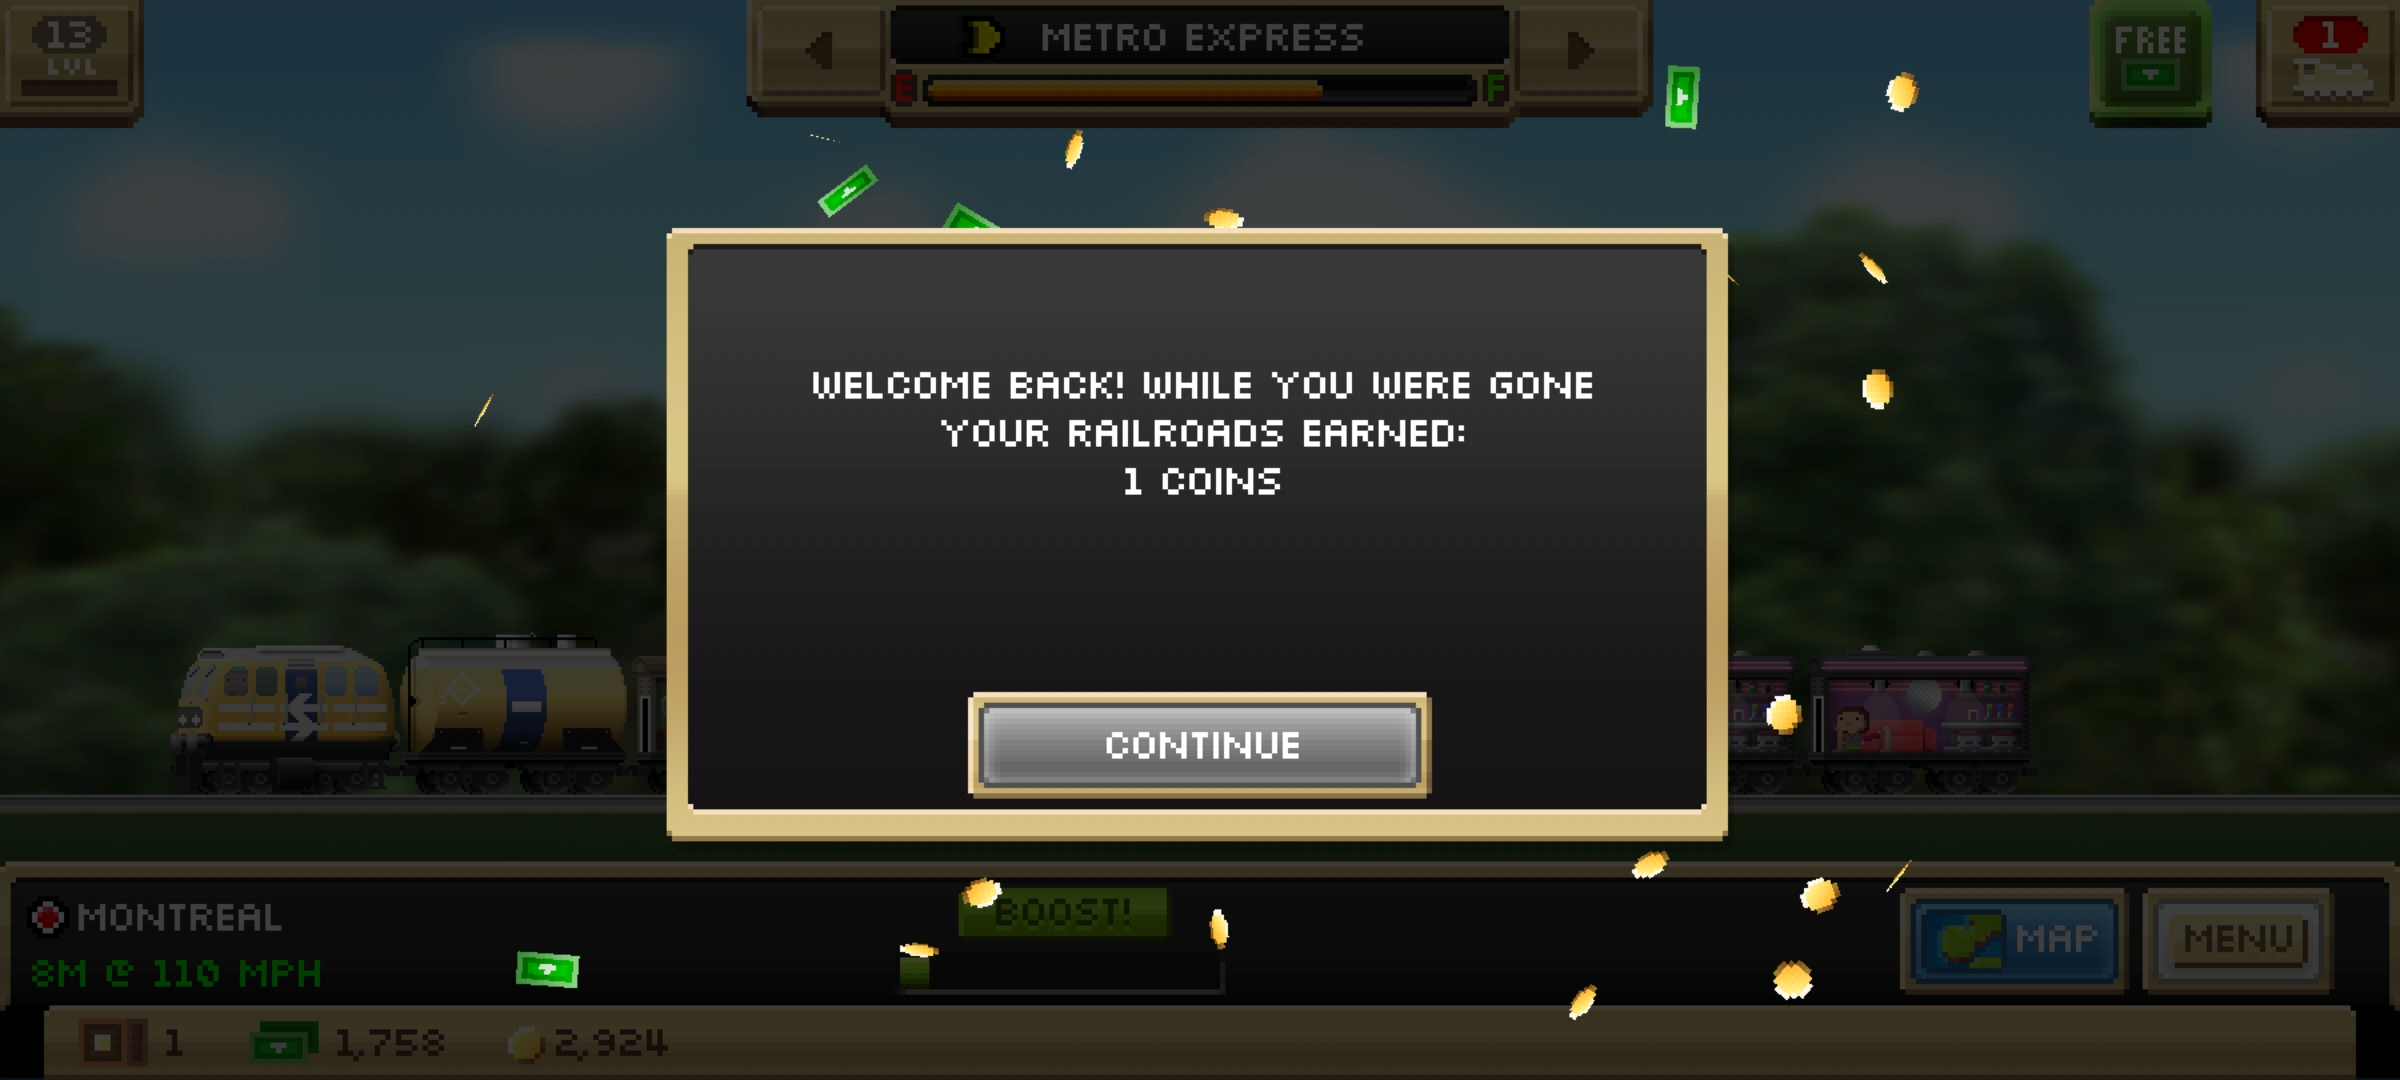 13
LVL
METRO EXPRESS
E
F
FREE
1
WELCOME BACK! WHILE YOU WERE GONE
YOUR RAILROADS EARNED:
1 COINS
CONTINUE
MONTREAL
8M @ 110 MPH
BOOST!
MAP
MENU
1
1,758
2,924